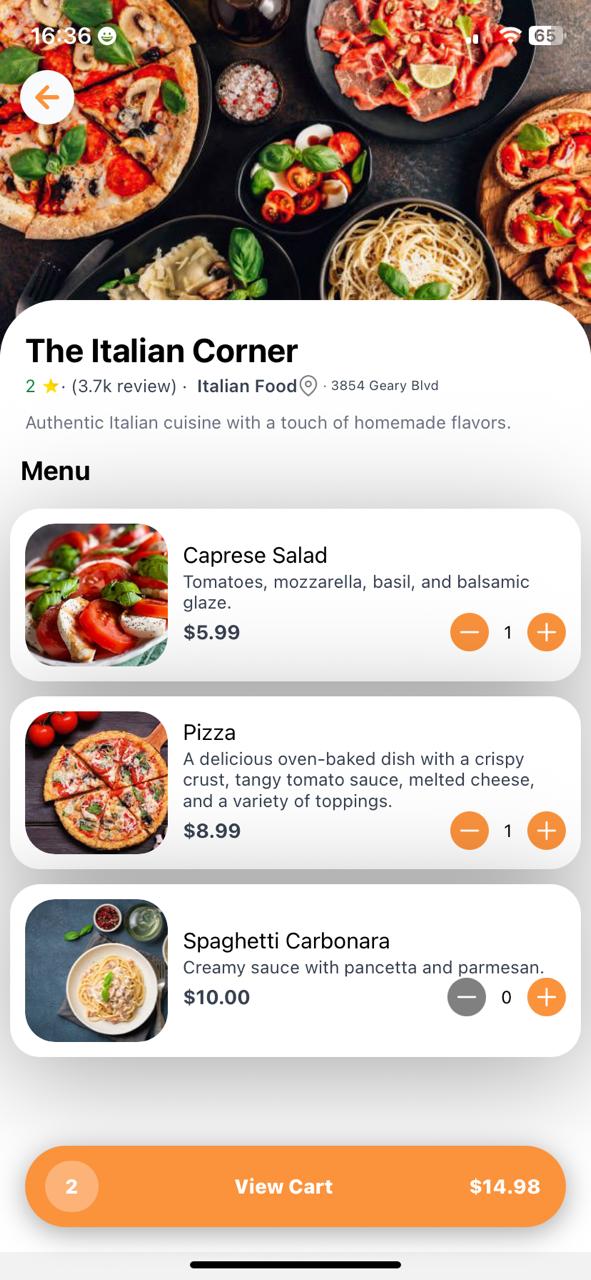 16:36
65
The Italian Corner
2 · (3.7k review) · Italian Food · 3854 Geary Blvd
Authentic Italian cuisine with a touch of homemade flavors.
Menu
Caprese Salad
Tomatoes, mozzarella, basil, and balsamic
glaze.
$5.99 1
Pizza
A delicious oven-baked dish with a crispy
crust, tangy tomato sauce, melted cheese,
and a variety of toppings.
$8.99 1
Spaghetti Carbonara
Creamy sauce with pancetta and parmesan.
$10.00 0
2 View Cart $14.98